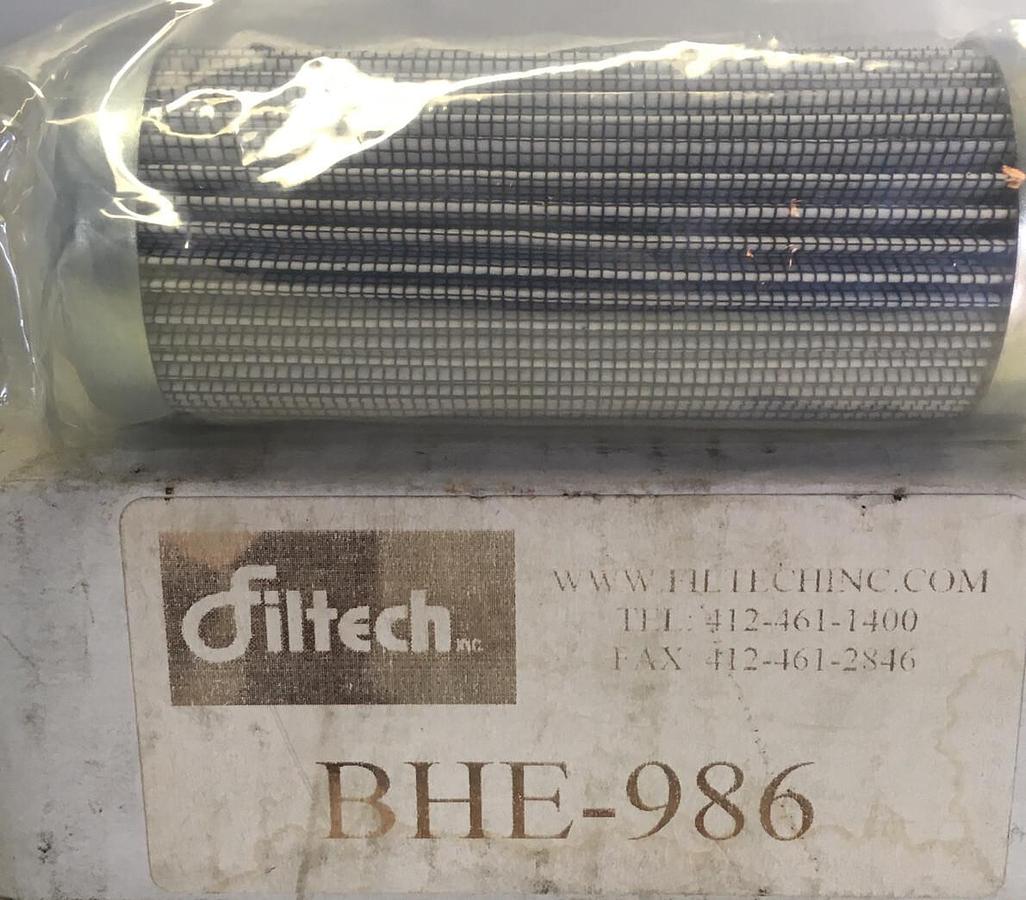 Filtech INC.
WWW.FILTECHINC.COM
TEL: 412-461-1400
FAX 412-461-2846
BHE-986